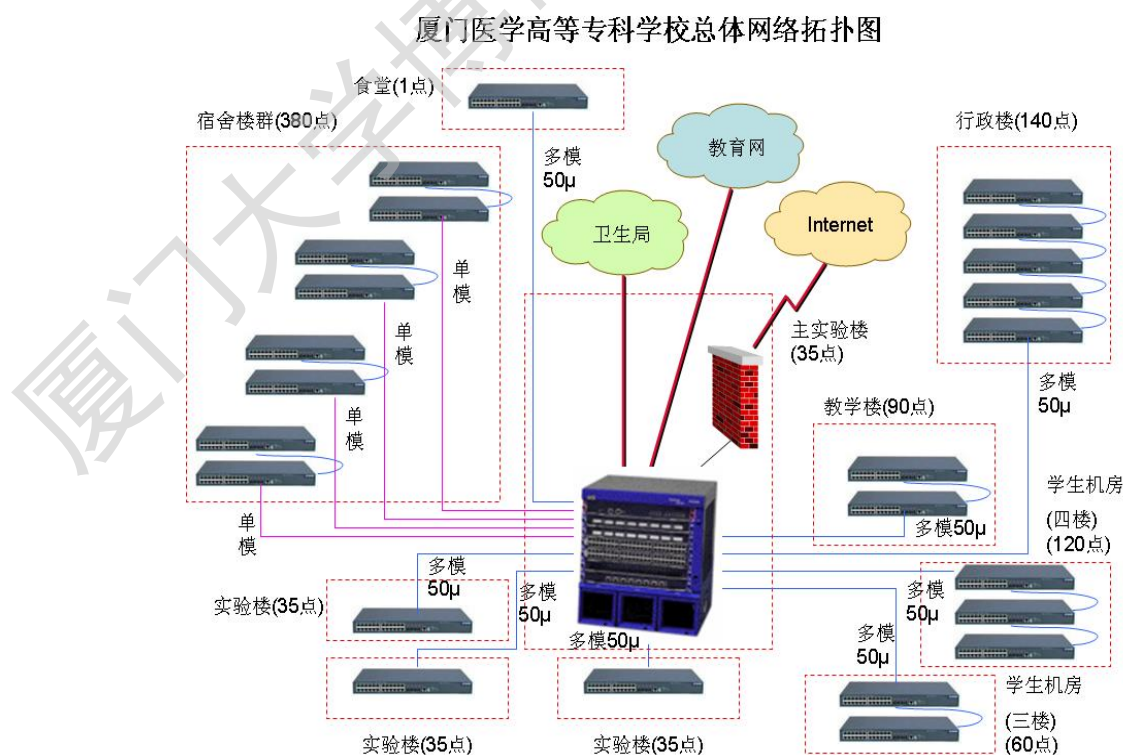 厦门医学高等专科学校总体网络拓扑图
食堂(1点)
宿舍楼群(380点)
多模
50μ
教育网
行政楼(140点)
卫生局
Internet
单
模
单
模
单
模
单
模
主实验楼
(35点)
多模
50μ
教学楼(90点)
多模50μ
学生机房
(四楼)
(120点)
多模
50μ
实验楼(35点)
多模
50μ
多模50μ
多模
50μ
多模
50μ
学生机房
(三楼)
(60点)
实验楼(35点)
实验楼(35点)
厦门大学博